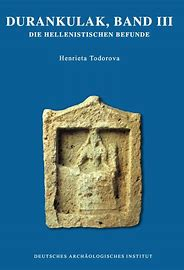 DURANKULAK, BAND III
DIE HELLENISTISCHEN BEFUNDE
Henrieta Todorova
DEUTSCHES ARCHÄOLOGISCHES INSTITUT